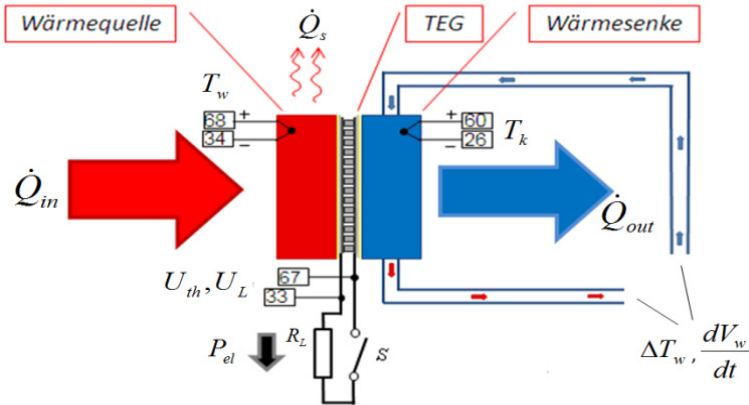 Wärmequelle
Q̇s
TEG
Wärmesenke
Tw
68 +
34 −
+ 60
− 26
Tk
Q̇in
Q̇out
Uth, UL
67
33
Pel
RL
S
ΔTw, dVw/dt